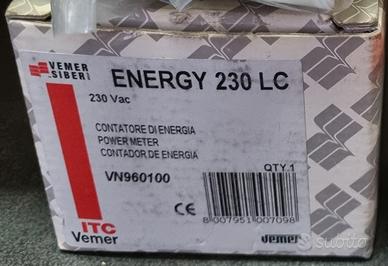 VEMER
SIBER
ENERGY 230 LC
230 Vac
CONTATORE DI ENERGIA
POWER METER
CONTADOR DE ENERGIA
VN960100
QTY.1
CE
8 007951 007098
ITC
Vemer
Vemer
subito